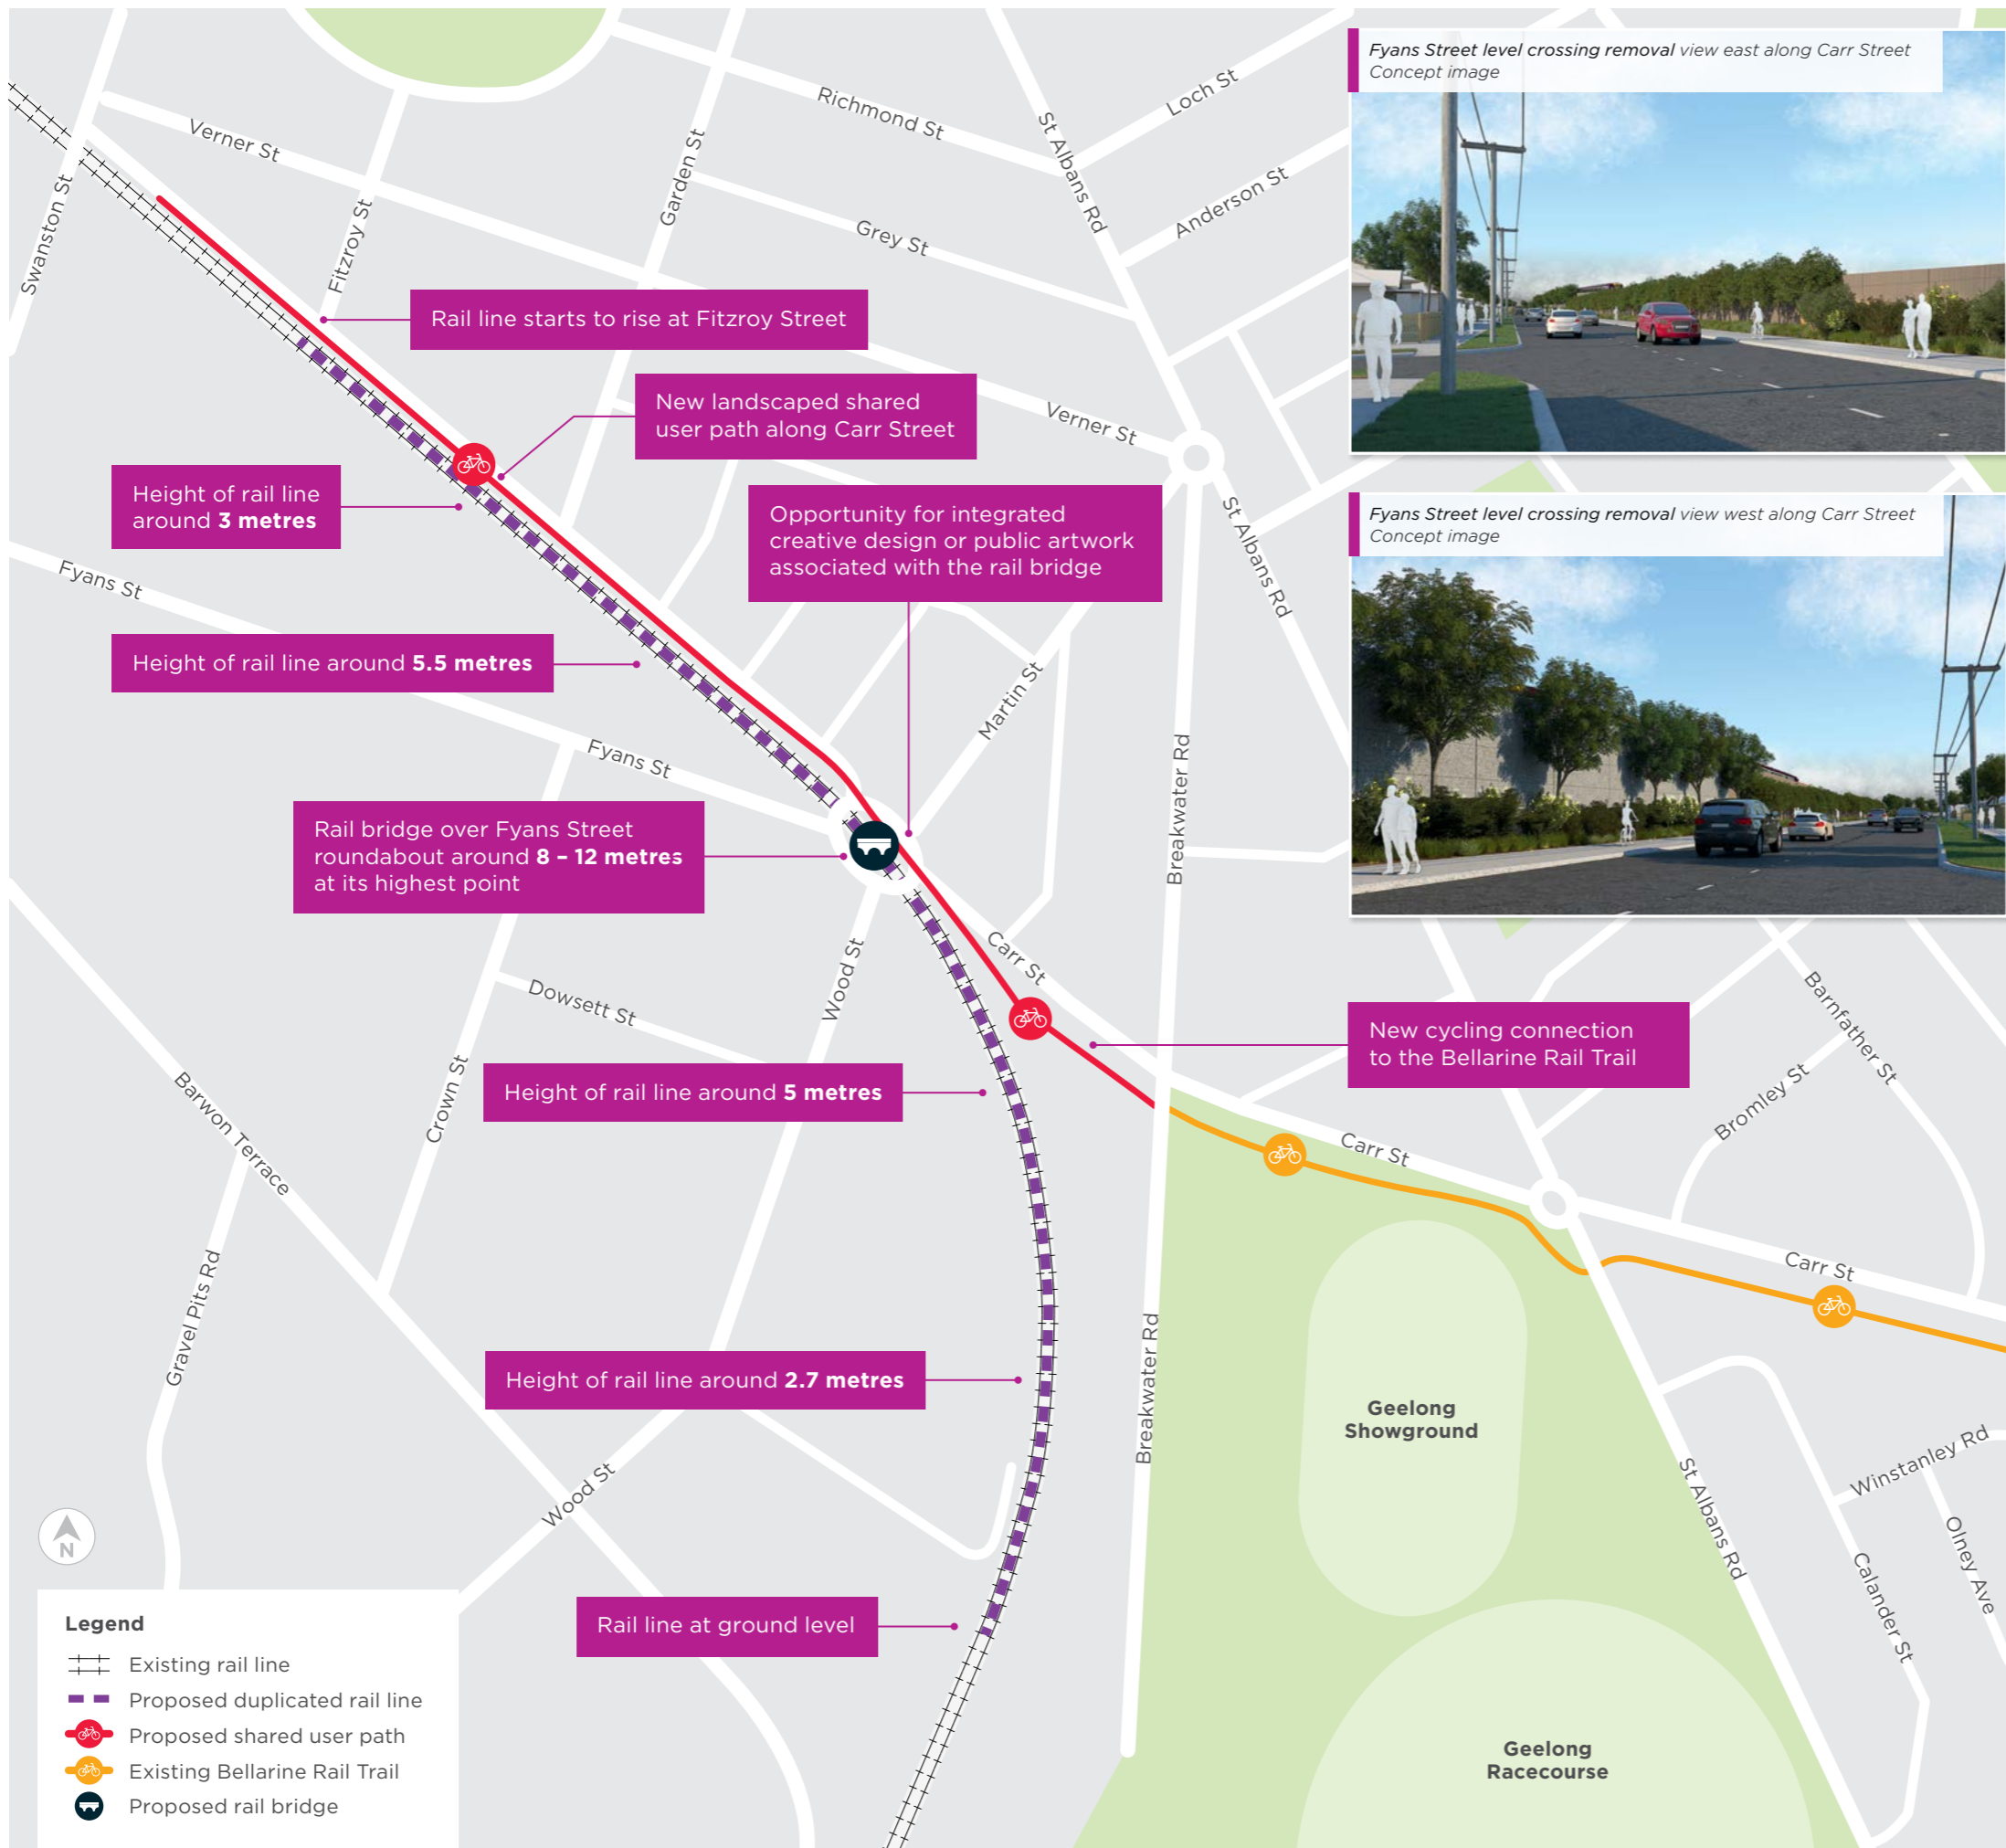 Fyans Street level crossing removal view east along Carr Street
Concept image
Fyans Street level crossing removal view west along Carr Street
Concept image
Loch St
Richmond St
St Albans Rd
Verner St
Garden St
Anderson St
Swanston St
Fitzroy St
Grey St
Rail line starts to rise at Fitzroy Street
New landscaped shared
user path along Carr Street
Verner St
Height of rail line
around 3 metres
Opportunity for integrated
creative design or public artwork
associated with the rail bridge
St Albans Rd
Fyans St
Height of rail line around 5.5 metres
Martin St
Fyans St
Breakwater Rd
Rail bridge over Fyans Street
roundabout around 8 – 12 metres
at its highest point
Carr St
Wood St
Dowsett St
Barnfather St
New cycling connection
to the Bellarine Rail Trail
Crown St
Height of rail line around 5 metres
Bromley St
Barwon Terrace
Carr St
Carr St
Gravel Pits Rd
Breakwater Rd
Height of rail line around 2.7 metres
Geelong
Showground
Winstanley Rd
St Albans Rd
Wood St
Olney Ave
Calander St
N
Rail line at ground level
Geelong
Racecourse
Legend
Existing rail line
Proposed duplicated rail line
Proposed shared user path
Existing Bellarine Rail Trail
Proposed rail bridge